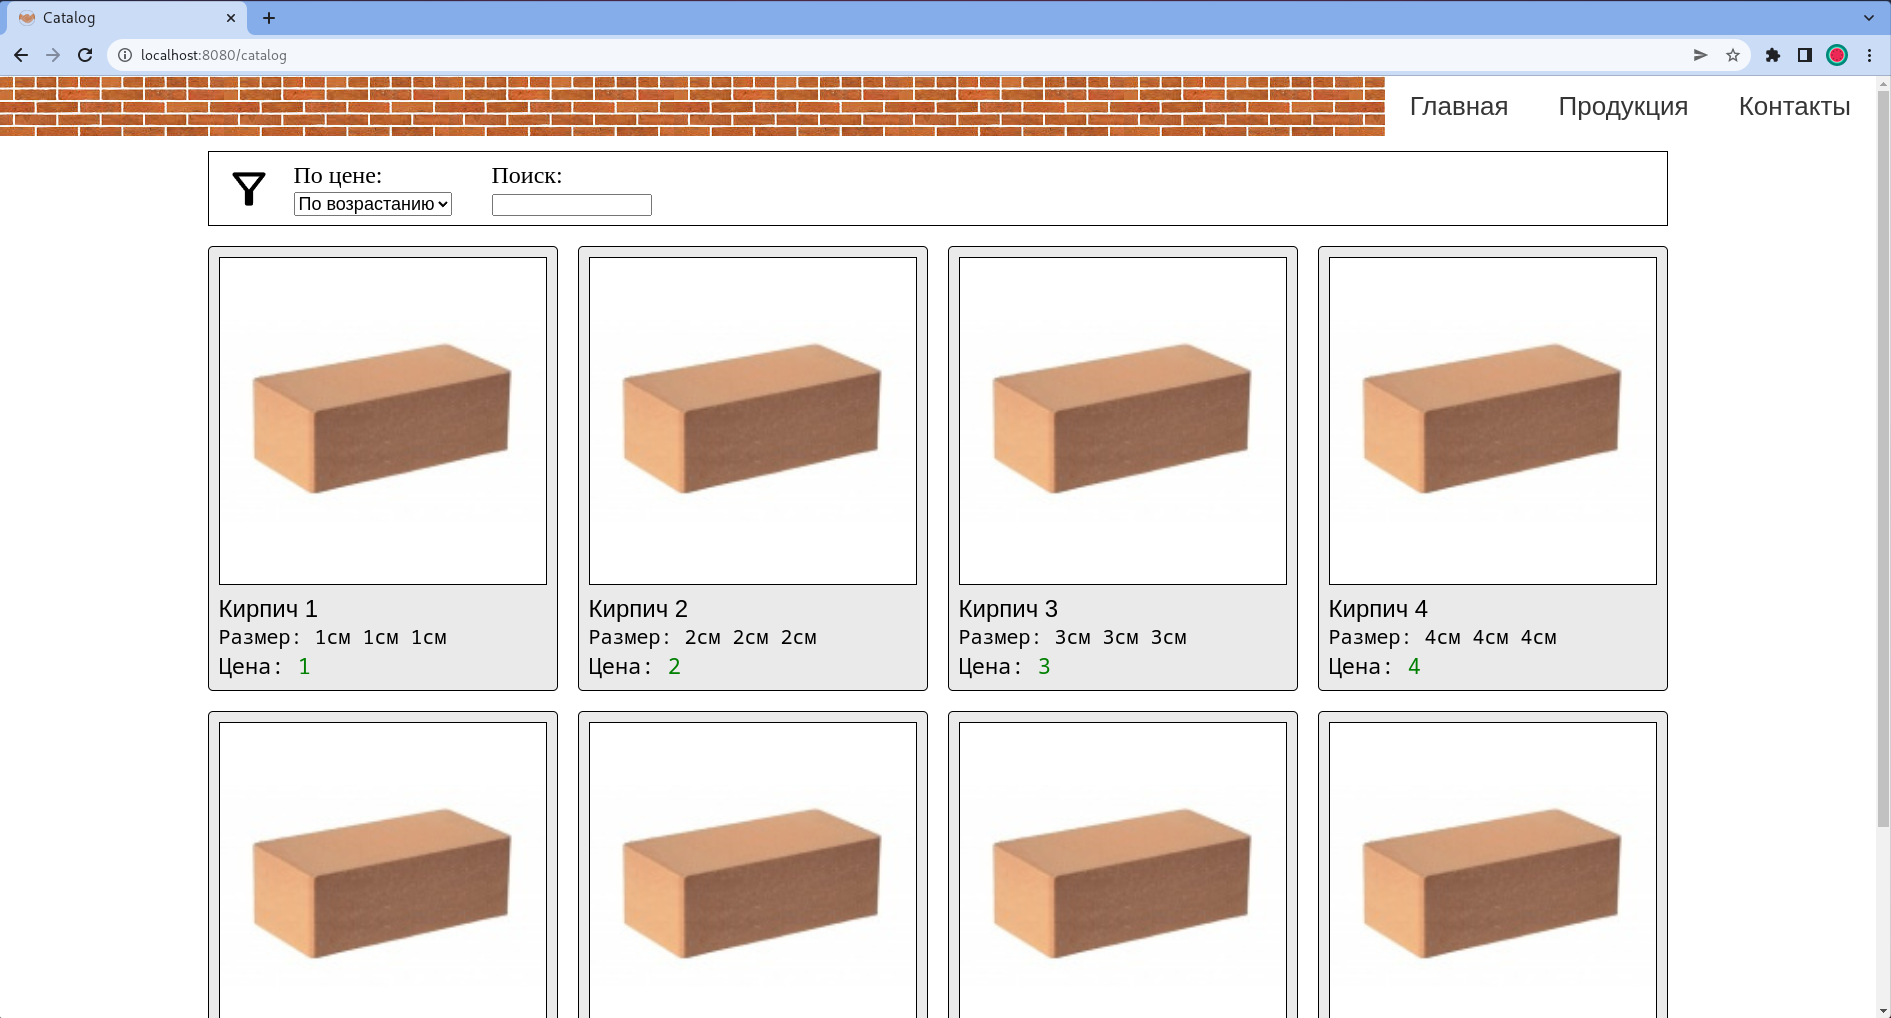 Catalog
localhost:8080/catalog
Главная Продукция Контакты
По цене: Поиск:
По возрастанию
Кирпич 1
Размер: 1см 1см 1см
Цена: 1
Кирпич 2
Размер: 2см 2см 2см
Цена: 2
Кирпич 3
Размер: 3см 3см 3см
Цена: 3
Кирпич 4
Размер: 4см 4см 4см
Цена: 4